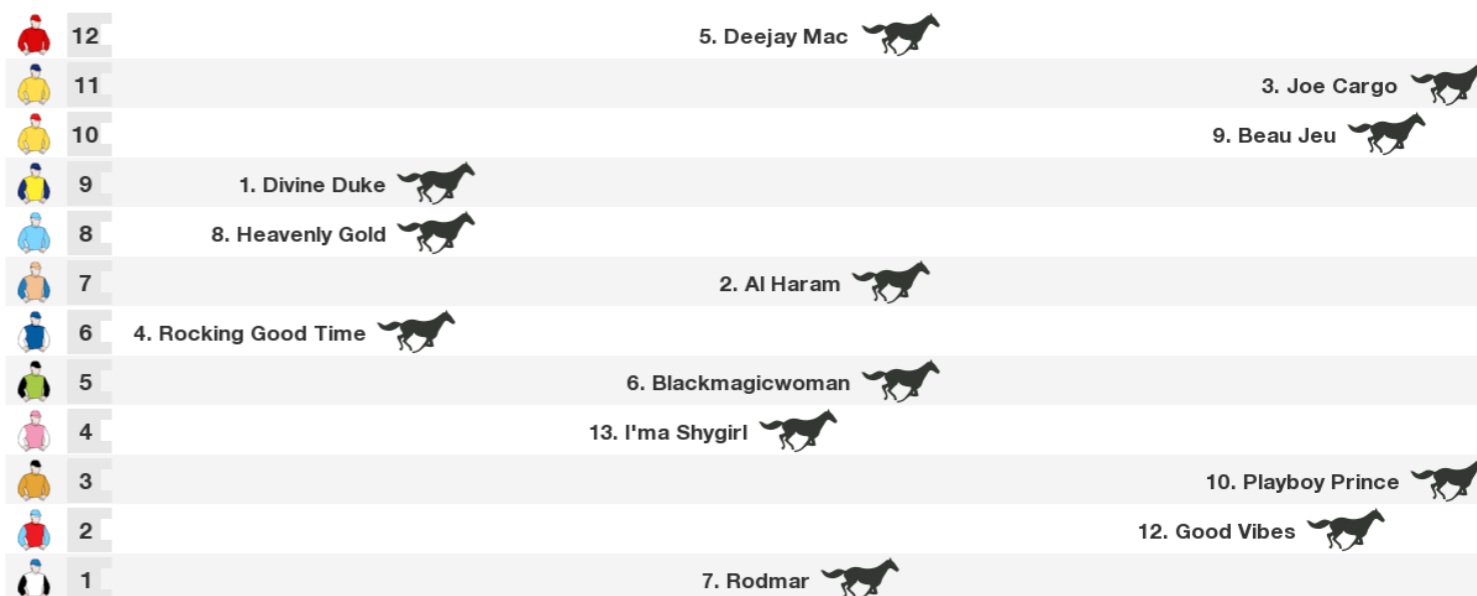 12 5. Deejay Mac
11 3. Joe Cargo
10 9. Beau Jeu
9 1. Divine Duke
8 8. Heavenly Gold
7 2. Al Haram
6 4. Rocking Good Time
5 6. Blackmagicwoman
4 13. I'ma Shygirl
3 10. Playboy Prince
2 12. Good Vibes
1 7. Rodmar